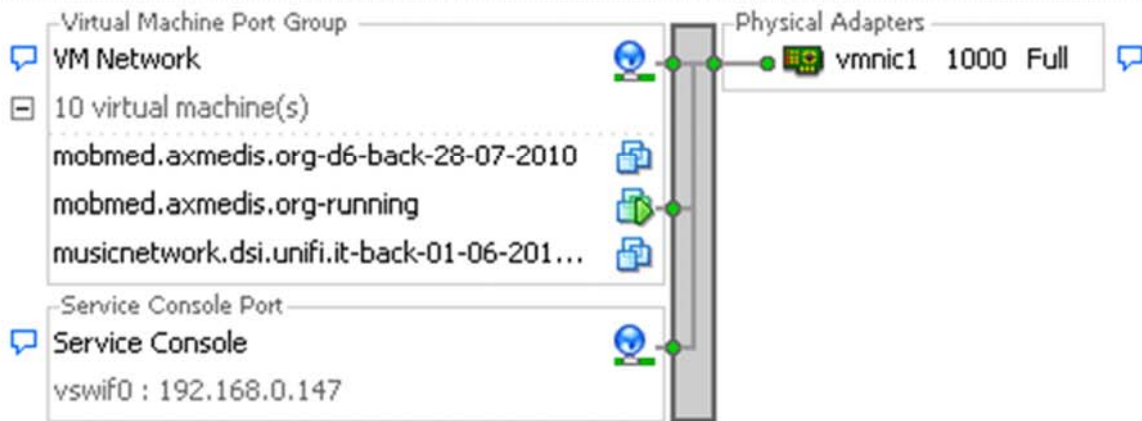 Virtual Machine Port Group
VM Network
10 virtual machine(s)
mobmed.axmedis.org-d6-back-28-07-2010
mobmed.axmedis.org-running
musicnetwork.dsi.unifi.it-back-01-06-201...
Service Console Port
Service Console
vswif0 : 192.168.0.147
Physical Adapters
vmnic1 1000 Full